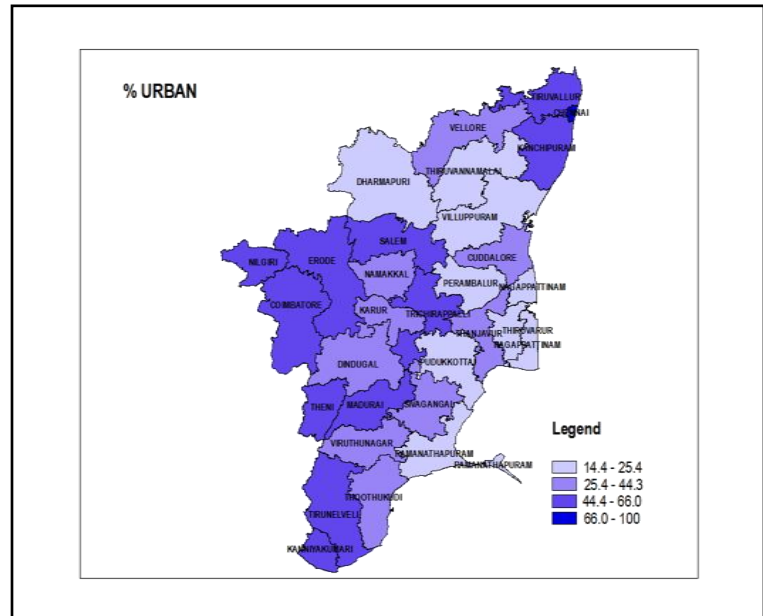 % URBAN
TIRUVALLUR
CHENNAI
VELLORE
KANCHIPURAM
THIRUVANNAMALAI
DHARMAPURI
VILLUPPURAM
SALEM
CUDDALORE
NILGIRI
ERODE
NAMAKKAL
PERAMBALUR
NAGAPPATTINAM
COIMBATORE
KARUR
TRICHIRAPPALLI
THANJAVUR
THIRUVARUR
NAGAPPATTINAM
DINDUGAL
PUDUKKOTTAI
THENI
MADURAI
SIVAGANGAI
VIRUTHUNAGAR
RAMANATHAPURAM
RAMANATHAPURAM
THOOTHUKUDI
TIRUNELVELI
KANNIYAKUMARI
Legend
14.4 - 25.4
25.4 - 44.3
44.4 - 66.0
66.0 - 100